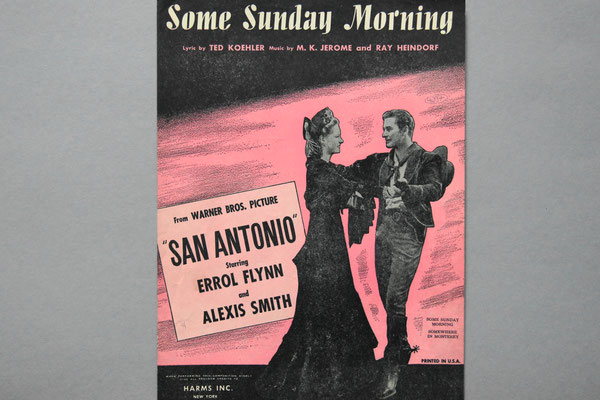 Some Sunday Morning
Lyric by TED KOEHLER Music by M. K. JEROME and RAY HEINDORF
From WARNER BROS. PICTURE
"SAN ANTONIO"
Starring
ERROL FLYNN
and
ALEXIS SMITH
SOME SUNDAY
MORNING
SOMEWHERE
IN MONTEREY
PRINTED IN U.S.A.
HARMS INC.
NEW YORK